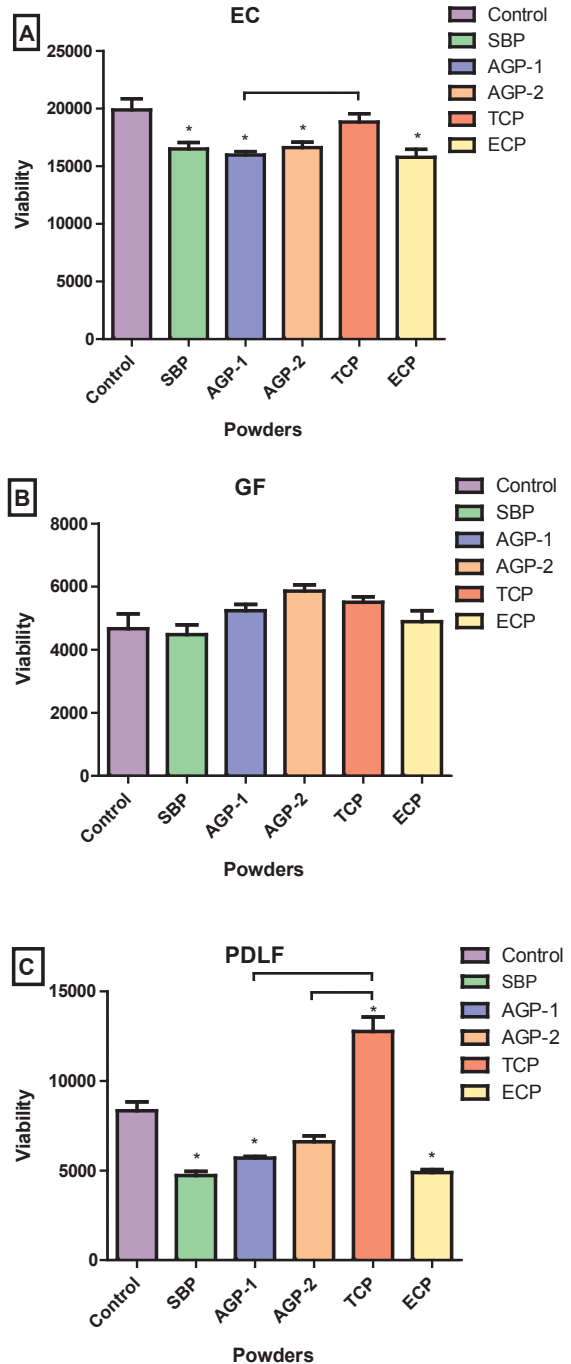 A
EC
Control
SBP
AGP-1
AGP-2
TCP
ECP
Viability
25000
20000
15000
10000
5000
0
* * * *
Control SBP AGP-1 AGP-2 TCP ECP
Powders
B
GF
Control
SBP
AGP-1
AGP-2
TCP
ECP
Viability
8000
6000
4000
2000
0
Control SBP AGP-1 AGP-2 TCP ECP
Powders
C
PDLF
Control
SBP
AGP-1
AGP-2
TCP
ECP
Viability
15000
10000
5000
0
* * * *
Control SBP AGP-1 AGP-2 TCP ECP
Powders